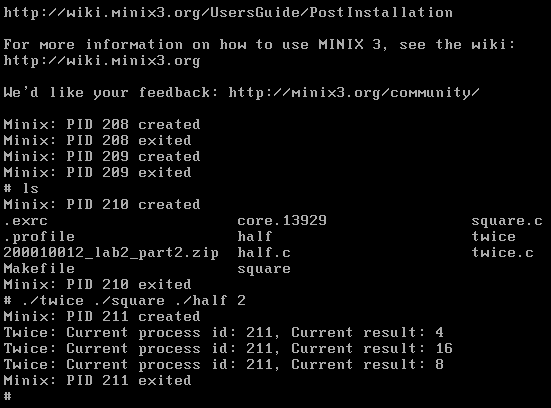 http://wiki.minix3.org/UsersGuide/PostInstallation
For more information on how to use MINIX 3, see the wiki:
http://wiki.minix3.org
We'd like your feedback: http://minix3.org/community/
Minix: PID 208 created
Minix: PID 208 exited
Minix: PID 209 created
Minix: PID 209 exited
# ls
Minix: PID 210 created
.exrc core.13929 square.c
.profile half twice
200010012_lab2_part2.zip half.c twice.c
Makefile square
Minix: PID 210 exited
# ./twice ./square ./half 2
Minix: PID 211 created
Twice: Current process id: 211, Current result: 4
Twice: Current process id: 211, Current result: 16
Twice: Current process id: 211, Current result: 8
Minix: PID 211 exited
#